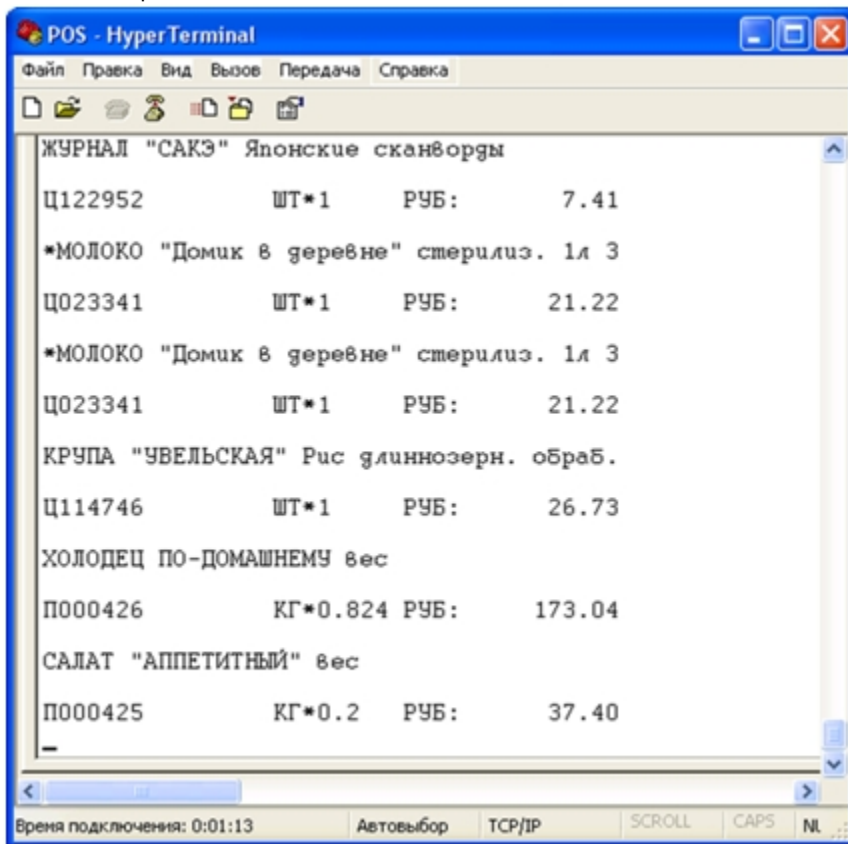 POS - HyperTerminal
Файл Правка Вид Вызов Передача Справка
ЖУРНАЛ "САКЭ" Японские сканворды
Ц122952 ШТ*1 РУБ: 7.41
*МОЛОКО "Домик в деревне" стерилиз. 1л 3
Ц023341 ШТ*1 РУБ: 21.22
*МОЛОКО "Домик в деревне" стерилиз. 1л 3
Ц023341 ШТ*1 РУБ: 21.22
КРУПА "УВЕЛЬСКАЯ" Рис длиннозерн. обраб.
Ц114746 ШТ*1 РУБ: 26.73
ХОЛОДЕЦ ПО-ДОМАШНЕМУ вес
П000426 КГ*0.824 РУБ: 173.04
САЛАТ "АППЕТИТНЫЙ" вес
П000425 КГ*0.2 РУБ: 37.40
Время подключения: 0:01:13 Автовыбор TCP/IP SCROLL CAPS NL